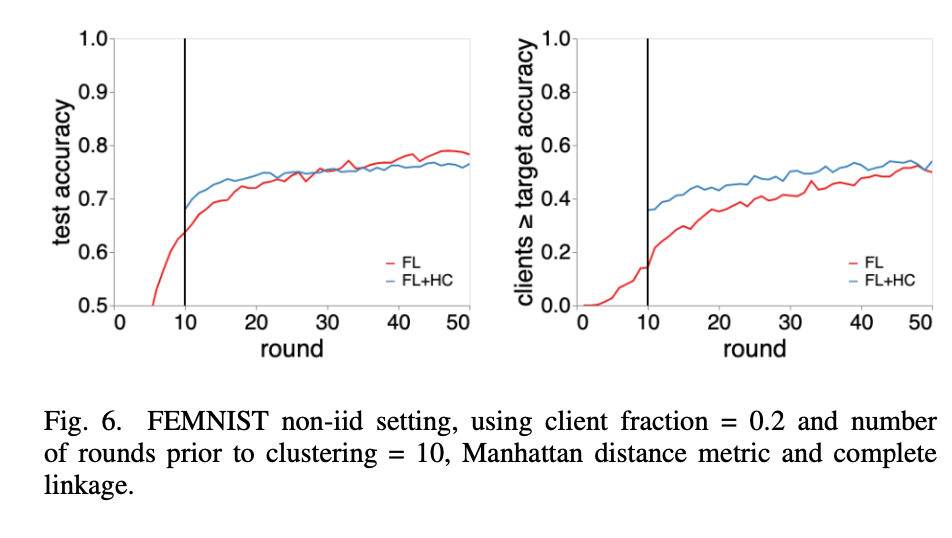 1.0
0.9
0.8
0.7
0.6
0.5
test accuracy
0 10 20 30 40 50
round
FL
FL+HC
1.0
0.8
0.6
0.4
0.2
0.0
clients ≥ target accuracy
0 10 20 30 40 50
round
FL
FL+HC
Fig. 6. FEMNIST non-iid setting, using client fraction = 0.2 and number
of rounds prior to clustering = 10, Manhattan distance metric and complete
linkage.